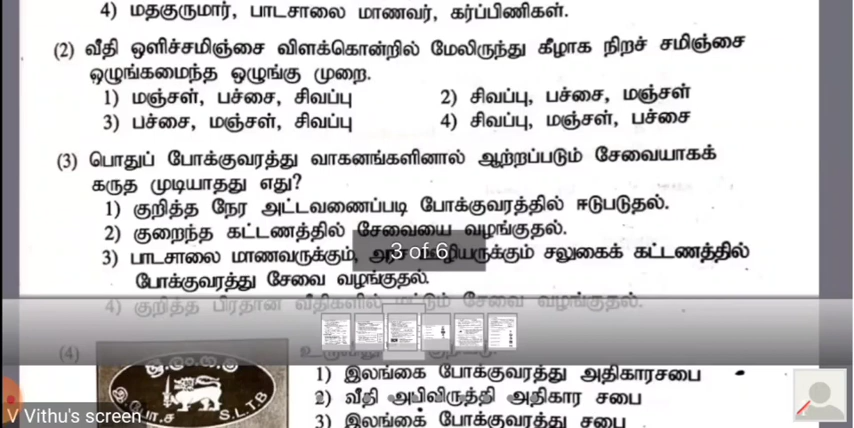 4) மதகுருமார், பாடசாலை மாணவர், கர்ப்பிணிகள்.
(2) வீதி ஒளிச்சமிஞ்சை விளக்கொன்றில் மேலிருந்து கீழாக நிறச் சமிஞ்சை
ஒழுங்கமைந்த ஒழுங்கு முறை.
1) மஞ்சள், பச்சை, சிவப்பு 2) சிவப்பு, பச்சை, மஞ்சள்
3) பச்சை, மஞ்சள், சிவப்பு 4) சிவப்பு, மஞ்சள், பச்சை
(3) பொதுப் போக்குவரத்து வாகனங்களினால் ஆற்றப்படும் சேவையாகக்
கருத முடியாதது எது?
1) குறித்த நேர அட்டவணைப்படி போக்குவரத்தில் ஈடுபடுதல்.
2) குறைந்த கட்டணத்தில் சேவையை வழங்குதல்.
3 of 6
3) பாடசாலை மாணவருக்கும், அரச ஊழியருக்கும் சலுகைக் கட்டணத்தில்
போக்குவரத்து சேவை வழங்குதல்.
4) குறித்த பிரதான வீதிகளில் மட்டும் சேவை வழங்குதல்.
(4)
1) இலங்கை போக்குவரத்து அதிகாரசபை
2) வீதி அபிவிருத்தி அதிகார சபை
3) இலங்கை போக்குவரத்து சபை
S.L.T.B
V Vithu's screen